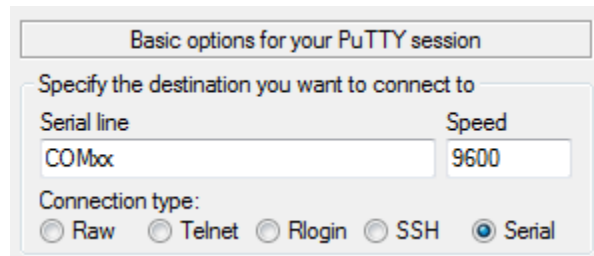 Basic options for your PuTTY session
Specify the destination you want to connect to
Serial line Speed
COMxx 9600
Connection type:
Raw Telnet Rlogin SSH Serial